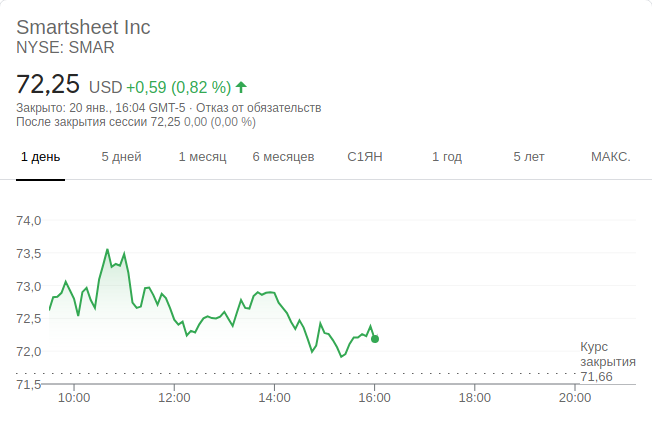 Smartsheet Inc
NYSE: SMAR
72,25 USD +0,59 (0,82 %)
Закрыто: 20 янв., 16:04 GMT-5 · Отказ от обязательств
После закрытия сессии 72,25 0,00 (0,00 %)
1 день 5 дней 1 месяц 6 месяцев С1ЯН 1 год 5 лет МАКС.
74,0
73,5
73,0
72,5
72,0
Курс
закрытия
71,66
71,5
10:00 12:00 14:00 16:00 18:00 20:00